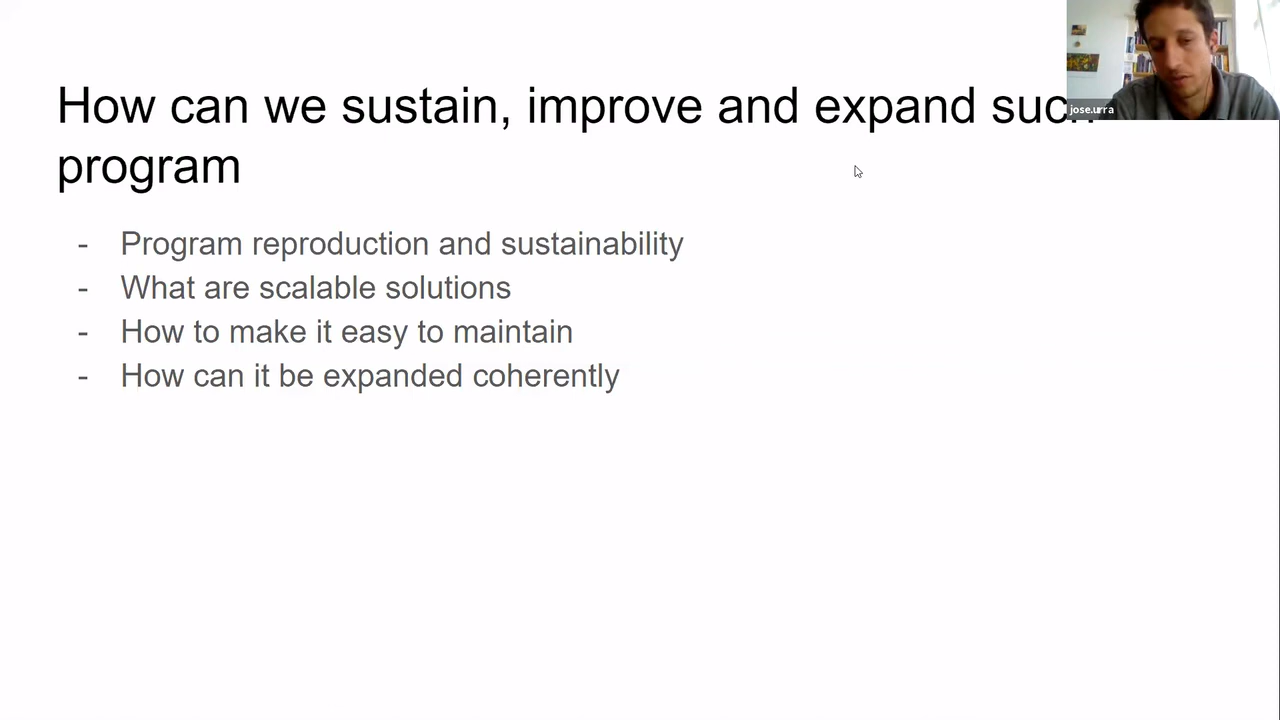 How can we sustain, improve and expand such
program
- Program reproduction and sustainability
- What are scalable solutions
- How to make it easy to maintain
- How can it be expanded coherently
jose.urra